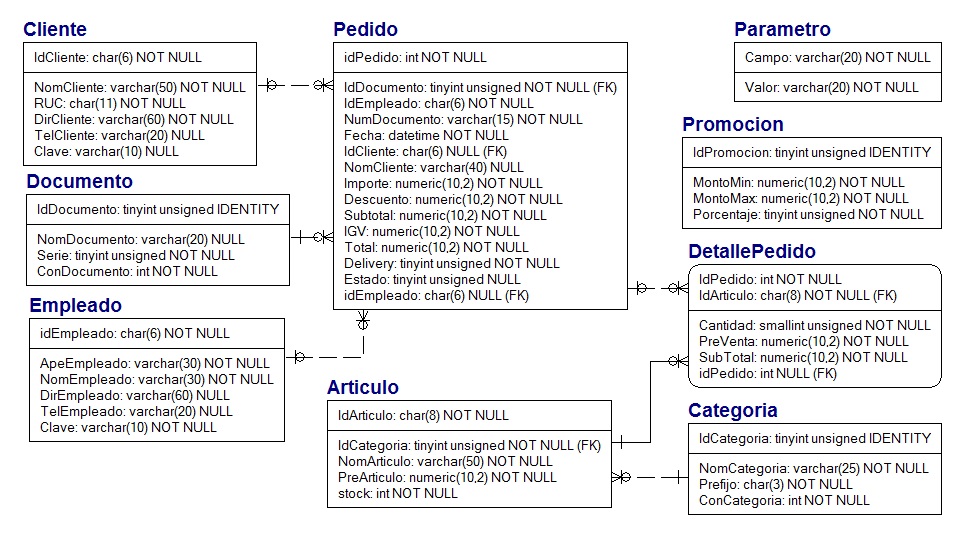 Cliente
IdCliente: char(6) NOT NULL
NomCliente: varchar(50) NOT NULL
RUC: char(11) NOT NULL
DirCliente: varchar(60) NOT NULL
TelCliente: varchar(20) NULL
Clave: varchar(10) NULL
Documento
IdDocumento: tinyint unsigned IDENTITY
NomDocumento: varchar(20) NULL
Serie: tinyint unsigned NOT NULL
ConDocumento: int NOT NULL
Empleado
idEmpleado: char(6) NOT NULL
ApeEmpleado: varchar(30) NOT NULL
NomEmpleado: varchar(30) NOT NULL
DirEmpleado: varchar(60) NULL
TelEmpleado: varchar(20) NULL
Clave: varchar(10) NOT NULL
Pedido
idPedido: int NOT NULL
IdDocumento: tinyint unsigned NOT NULL (FK)
IdEmpleado: char(6) NOT NULL
NumDocumento: varchar(15) NOT NULL
Fecha: datetime NOT NULL
IdCliente: char(6) NULL (FK)
NomCliente: varchar(40) NULL
Importe: numeric(10,2) NOT NULL
Descuento: numeric(10,2) NOT NULL
Subtotal: numeric(10,2) NOT NULL
IGV: numeric(10,2) NOT NULL
Total: numeric(10,2) NOT NULL
Delivery: tinyint unsigned NOT NULL
Estado: tinyint unsigned NULL
idEmpleado: char(6) NULL (FK)
Articulo
IdArticulo: char(8) NOT NULL
IdCategoria: tinyint unsigned NOT NULL (FK)
NomArticulo: varchar(50) NOT NULL
PreArticulo: numeric(10,2) NOT NULL
stock: int NOT NULL
Parametro
Campo: varchar(20) NOT NULL
Valor: varchar(20) NOT NULL
Promocion
IdPromocion: tinyint unsigned IDENTITY
MontoMin: numeric(10,2) NOT NULL
MontoMax: numeric(10,2) NOT NULL
Porcentaje: tinyint unsigned NOT NULL
DetallePedido
IdPedido: int NOT NULL
IdArticulo: char(8) NOT NULL (FK)
Cantidad: smallint unsigned NOT NULL
PreVenta: numeric(10,2) NOT NULL
SubTotal: numeric(10,2) NOT NULL
idPedido: int NULL (FK)
Categoria
IdCategoria: tinyint unsigned IDENTITY
NomCategoria: varchar(25) NOT NULL
Prefijo: char(3) NOT NULL
ConCategoria: int NOT NULL